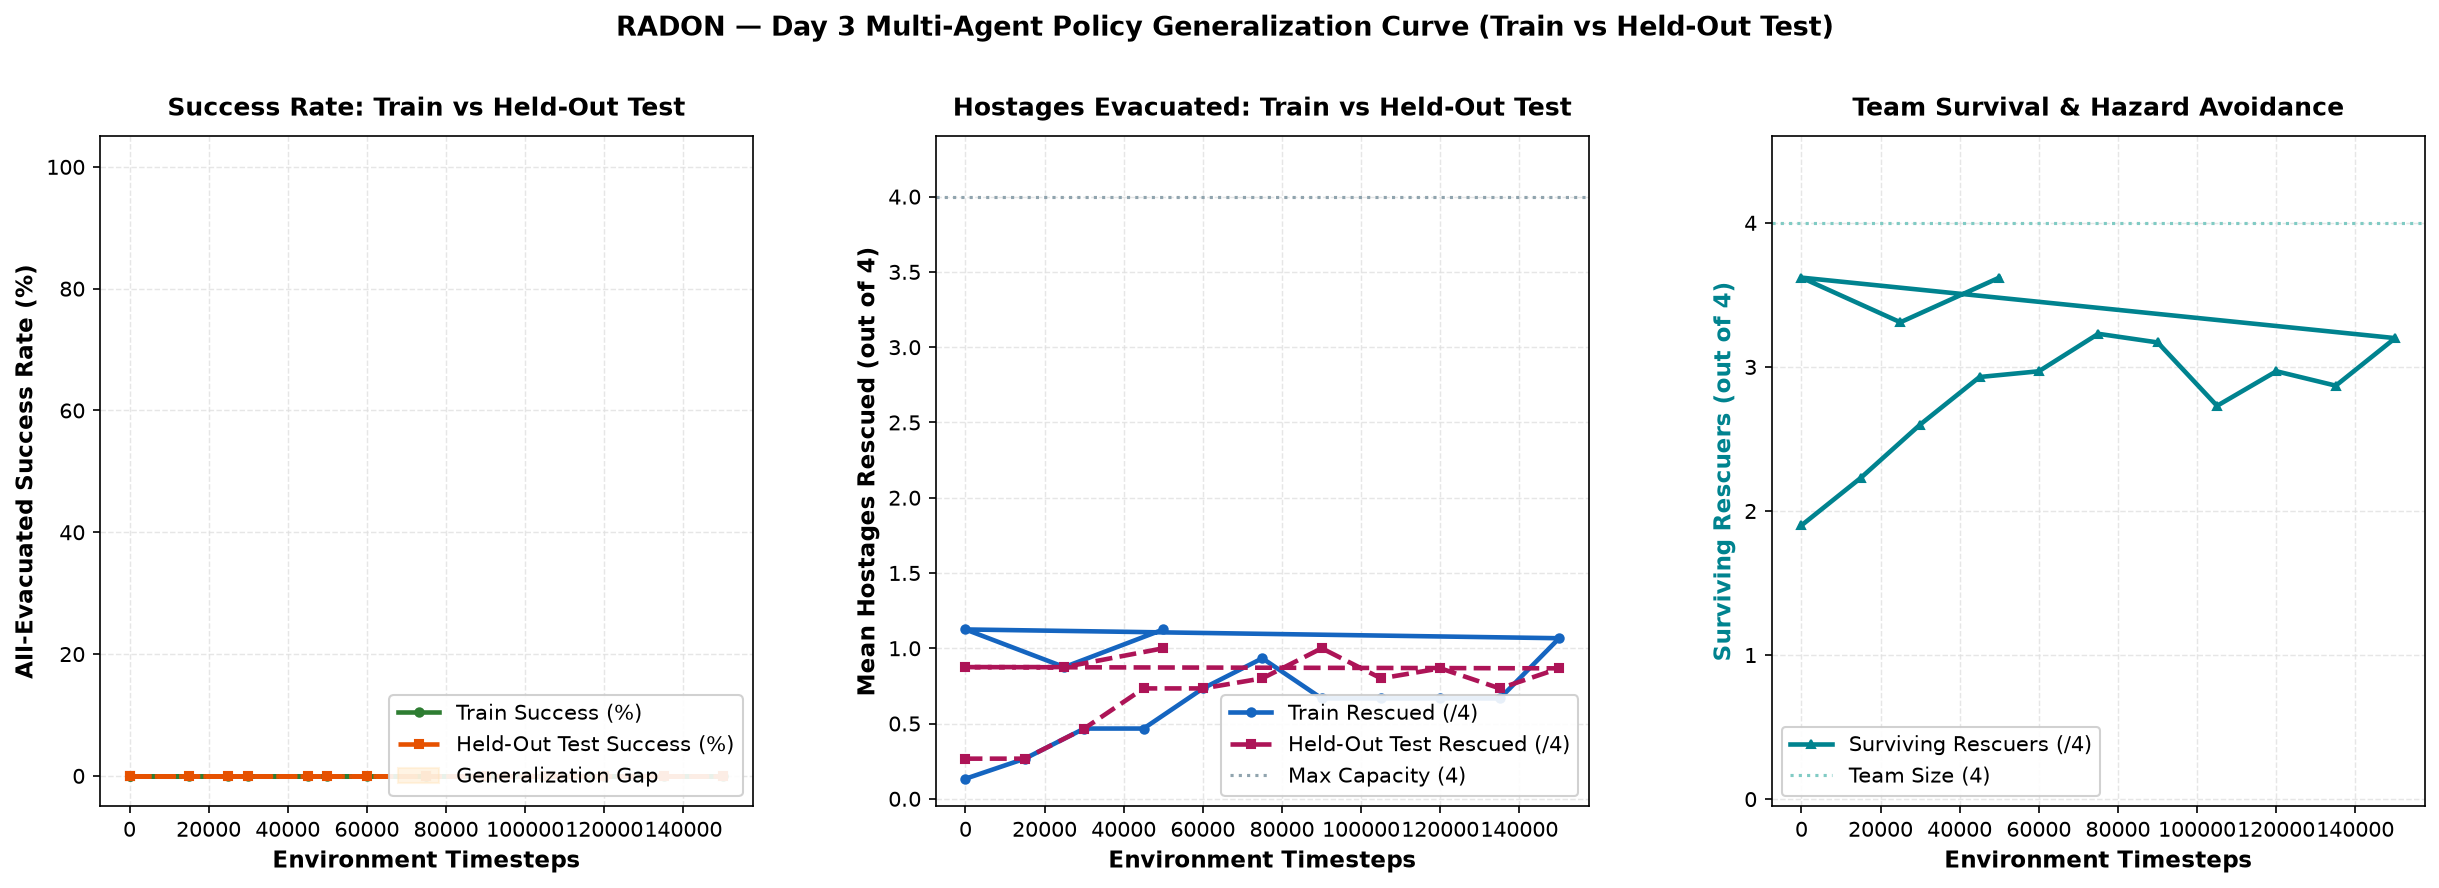 RADON — Day 3 Multi-Agent Policy Generalization Curve (Train vs Held-Out Test)
Success Rate: Train vs Held-Out Test
All-Evacuated Success Rate (%)
100
80
60
40
20
0
Train Success (%)
Held-Out Test Success (%)
Generalization Gap
0 20000 40000 60000 80000 100000 120000 140000
Environment Timesteps
Hostages Evacuated: Train vs Held-Out Test
Mean Hostages Rescued (out of 4)
4.0
3.5
3.0
2.5
2.0
1.5
1.0
0.5
0.0
Train Rescued (/4)
Held-Out Test Rescued (/4)
Max Capacity (4)
0 20000 40000 60000 80000 100000 120000 140000
Environment Timesteps
Team Survival & Hazard Avoidance
Surviving Rescuers (out of 4)
4
3
2
1
0
Surviving Rescuers (/4)
Team Size (4)
0 20000 40000 60000 80000 100000 120000 140000
Environment Timesteps